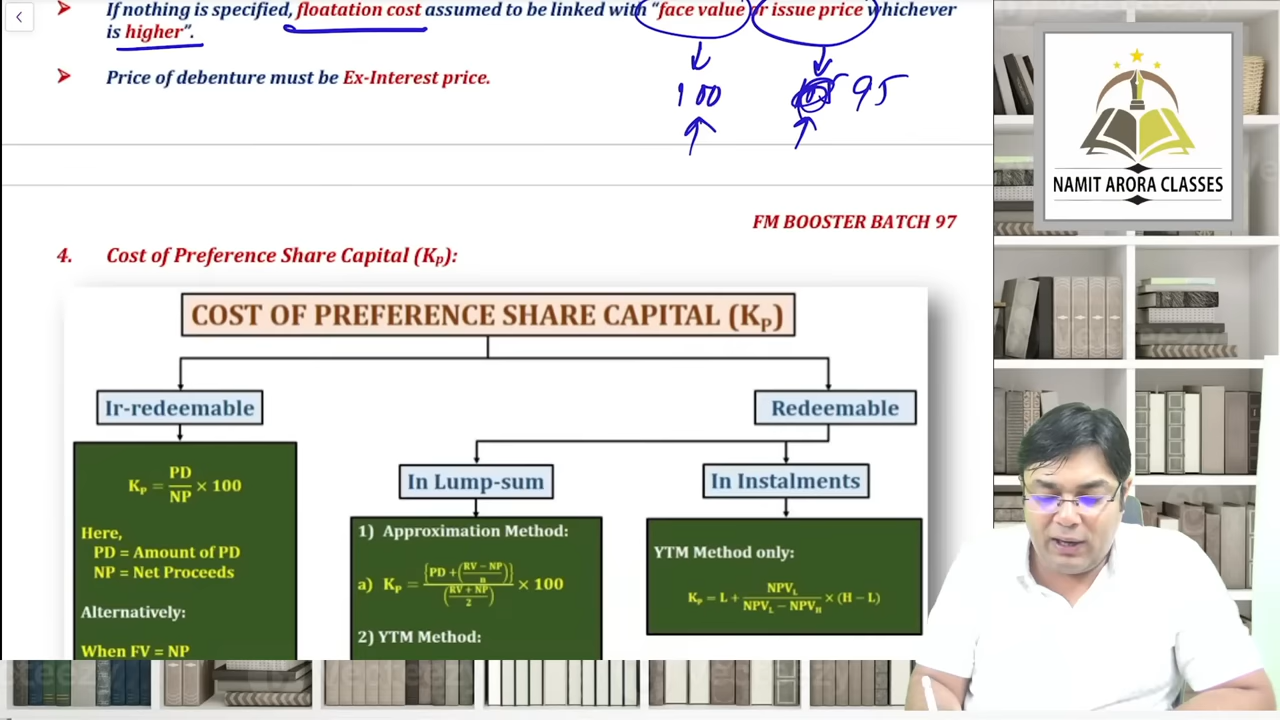 If nothing is specified, floatation cost assumed to be linked with "face value or issue price whichever
is higher".
➤ Price of debenture must be Ex-Interest price.
100 95
NAMIT ARORA CLASSES
FM BOOSTER BATCH 97
4. Cost of Preference Share Capital (Kₚ):
COST OF PREFERENCE SHARE CAPITAL (Kₚ)
Ir-redeemable
Redeemable
In Lump-sum
In Instalments
Kₚ = PD/NP × 100
Here,
PD = Amount of PD
NP = Net Proceeds
Alternatively:
When FV = NP
1) Approximation Method:
a) Kₚ = {PD + ((RV − NP)/n)} / ((RV + NP)/2) × 100
2) YTM Method:
YTM Method only:
Kₚ = L + NPV_L / (NPV_L − NPV_H) × (H − L)